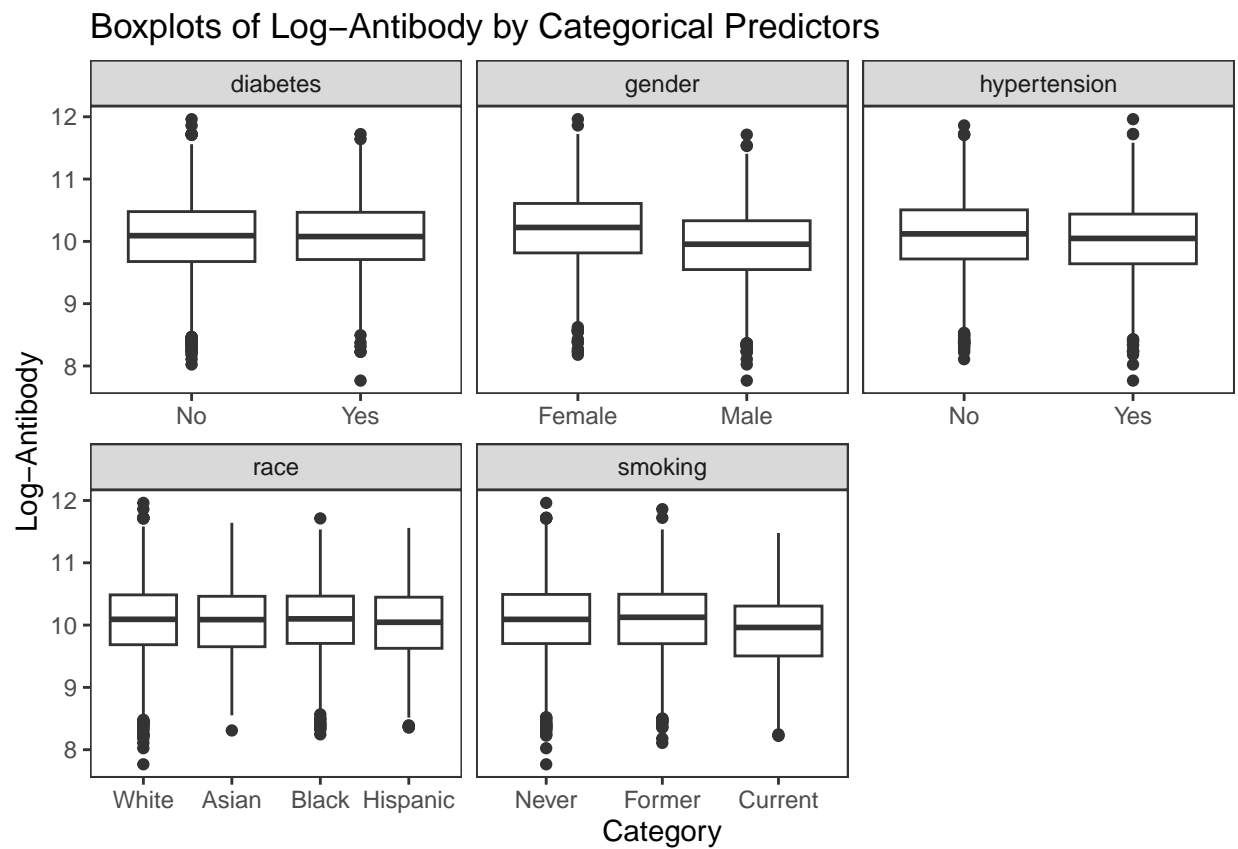 Boxplots of Log−Antibody by Categorical Predictors
diabetes
gender
hypertension
12
11
10
9
8
No Yes
Female Male
No Yes
race
smoking
12
11
10
9
8
White Asian Black Hispanic
Never Former Current
Log−Antibody
Category